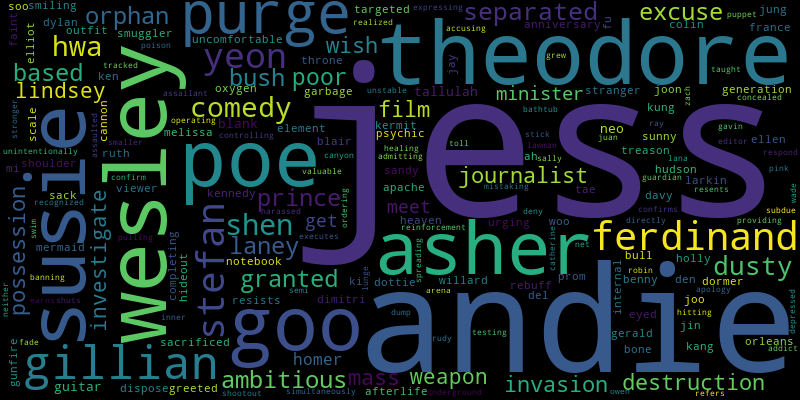 soo smiling orphan purge targeted expressing separated excuse puppet jung
dylan outfit smuggler realized anniversary fu colin france
faint hwa poison uncomfortable yeon wish theodore accusing grew taught
elliot tracked throne jay
based ken bush poor garbage unstable tallulah minister stranger joon zach generation
lindsey assailant oxygen concealed
stronger scale cannon operating comedy film kung ray editor gavin
assaulted blank element kermit psychic neo juan sunny ellen
unintentionally controlling toll lawman treason lana respond
susie wesley melissa blair healing admitting stick ah sally
ruth smaller poe canyon bathtub jess hudson
mi shoulder valuable sandy journalist guardian larkin pink
confirm viewer kennedy prince apache mistaking tae davy resents wade
possession sack harassed get meet heaven deny confirms subdue
recognized stefan shen ordering reinforcement urging woo directly providing
swim investigate pulling laney executes asher net catherine ferdinand
mermaid completing notebook spreading bull holly dusty
banning hideout granted ki lunge dottie willard rebuff prom internal robin den dormer
neither earns shuts resists semi dimitri arena del benny apology depressed
inner goo andie joo hitting
sacrificed dump jin
fade homer rudy testing gerald orleans
gunfire gillian bone kang addict
guitar dispose greeted ambitious mass weapon invasion destruction
shootout simultaneously afterlife underground owen refers